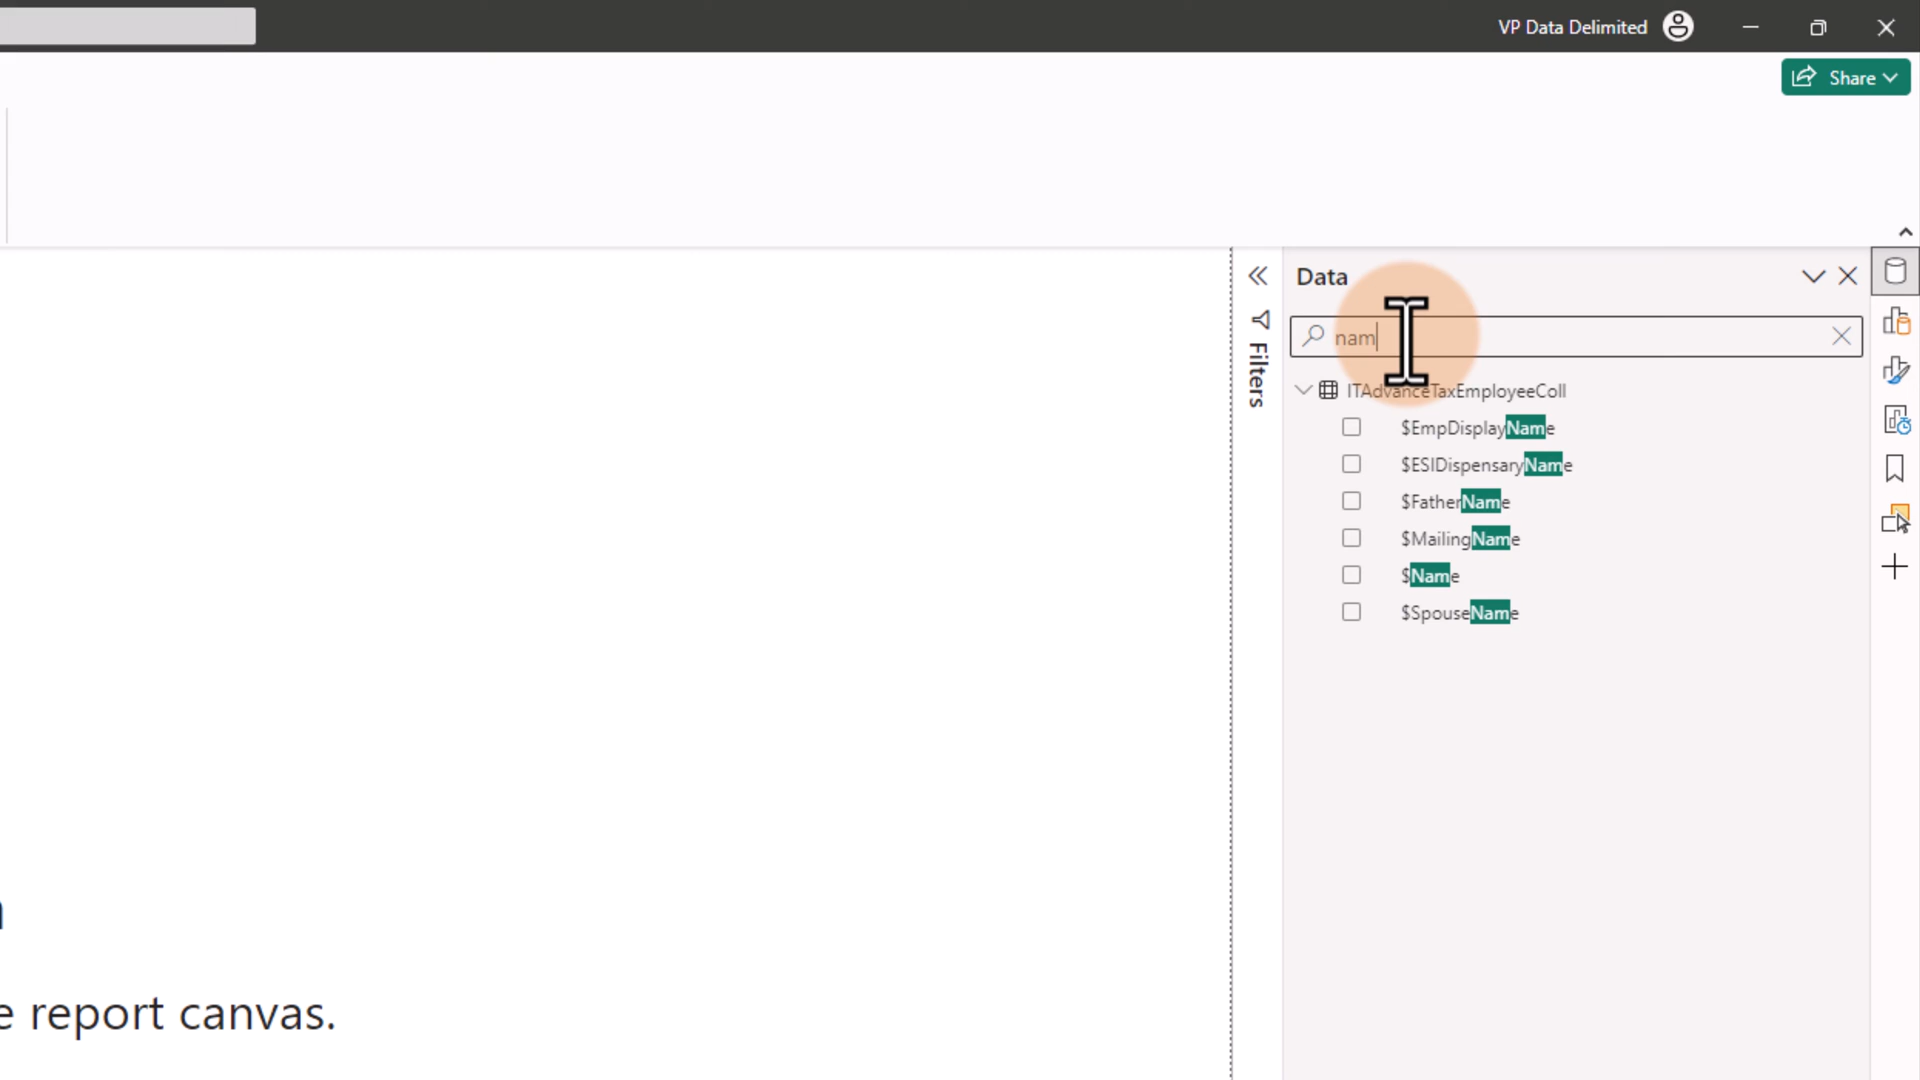 VP Data Delimited
Share
Data
Filters
nam
ITAdvanceTaxEmployeeColl
$EmpDisplayName
$ESIDispensaryName
$FatherName
$MailingName
$Name
$SpouseName
report canvas.